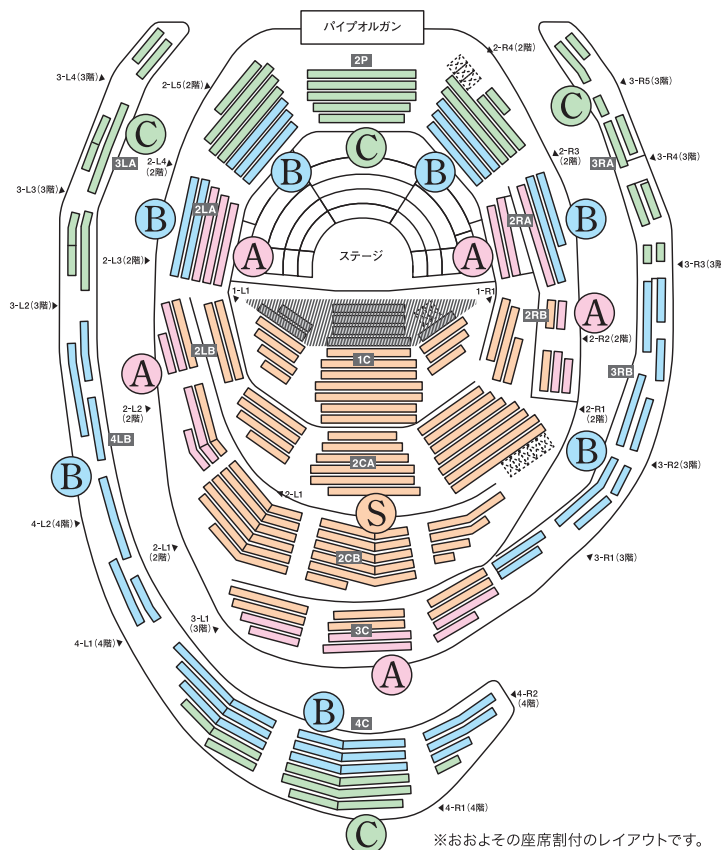 パイプオルガン
2P
2-R4(2階)
3-L4(3階)
2-L5(2階)
3-R5(3階)
C
C
3LA
2-L4
(2階)
C
2-R3
(2階)
3RA
3-R4(3階)
B
B
3-L3(3階)
B
2LA
2RA
B
A
ステージ
A
2-L3(2階)
3-R3(3階)
1-L1
1-R1
3-L2(3階)
2RB
A
2-R2(2階)
2LB
1C
A
3RB
2-L2
(2階)
2-R1
(2階)
4LB
B
B
2CA
3-R2(3階)
2-L1
S
4-L2(4階)
2-L1
(2階)
2CB
3-R1(3階)
3-L1
(3階)
3C
4-L1(4階)
A
4-R2
(4階)
B
4C
4-R1(4階)
C
※おおよその座席割付のレイアウトです。